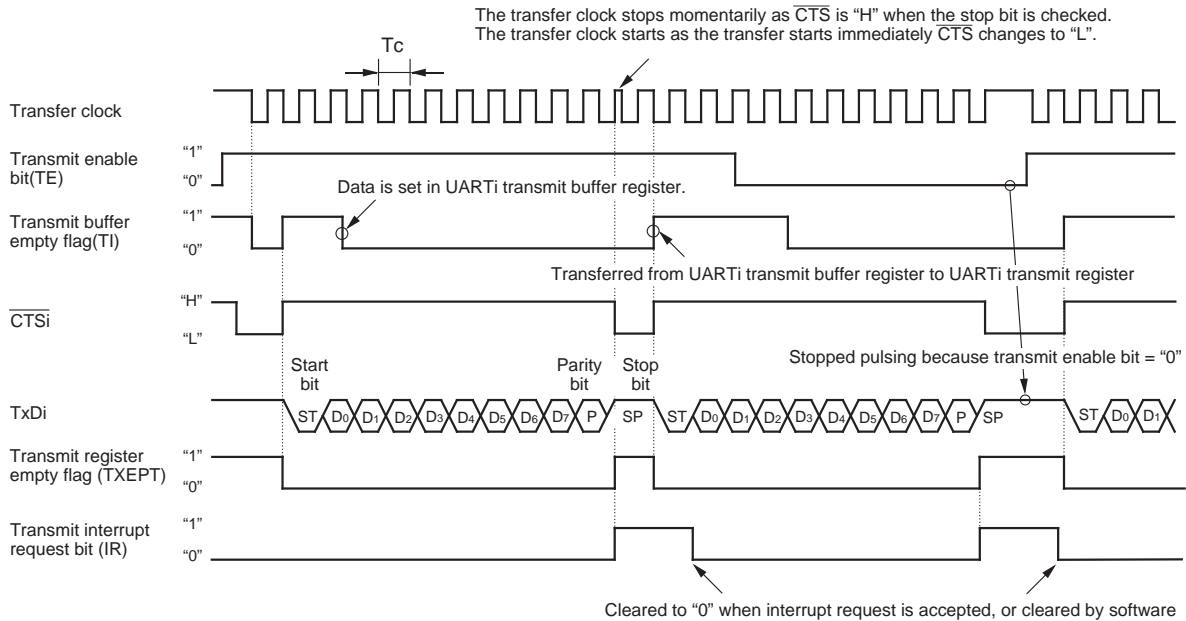 The transfer clock stops momentarily as CTS is “H” when the stop bit is checked.
The transfer clock starts as the transfer starts immediately CTS changes to “L”.
Tc
Transfer clock
Transmit enable
bit(TE)
“1”
“0”
Data is set in UARTi transmit buffer register.
Transmit buffer
empty flag(TI)
“1”
“0”
Transferred from UARTi transmit buffer register to UARTi transmit register
CTSi
“H”
“L”
Stopped pulsing because transmit enable bit = “0”
Start
bit
Parity
bit
Stop
bit
TxDi
ST D0 D1 D2 D3 D4 D5 D6 D7 P SP ST D0 D1 D2 D3 D4 D5 D6 D7 P SP ST D0 D1
Transmit register
empty flag (TXEPT)
“1”
“0”
Transmit interrupt
request bit (IR)
“1”
“0”
Cleared to “0” when interrupt request is accepted, or cleared by software